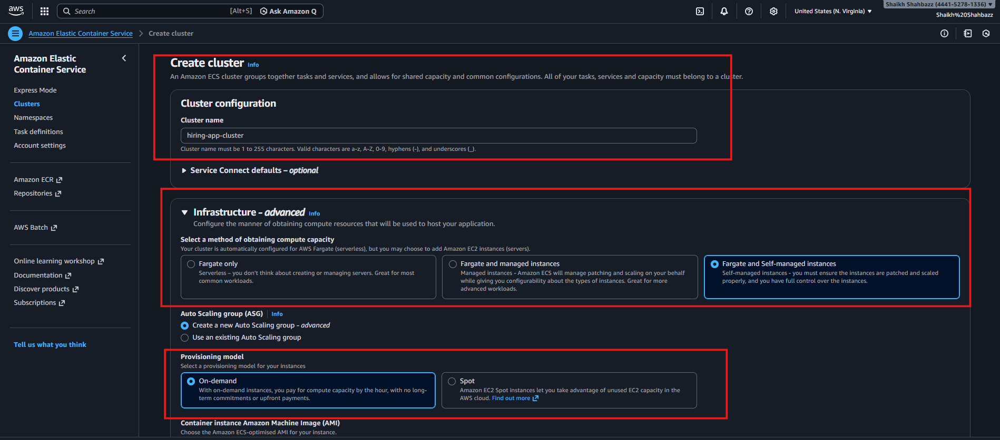 aws
Search
[Alt+S]
Ask Amazon Q
United States (N. Virginia)
Shaikh Shahbazz (4441-5278-1336)
Shaikh%20Shahbazz
Amazon Elastic Container Service
Create cluster
Amazon Elastic
Container Service
Express Mode
Clusters
Namespaces
Task definitions
Account settings
Amazon ECR
Repositories
AWS Batch
Online learning workshop
Documentation
Discover products
Subscriptions
Tell us what you think
Create cluster Info
An Amazon ECS cluster groups together tasks and services, and allows for shared capacity and common configurations. All of your tasks, services and capacity must belong to a cluster.
Cluster configuration
Cluster name
hiring-app-cluster
Cluster name must be 1 to 255 characters. Valid characters are a-z, A-Z, 0-9, hyphens (-), and underscores (_).
Service Connect defaults – optional
Infrastructure - advanced Info
Configure the manner of obtaining compute resources that will be used to host your application.
Select a method of obtaining compute capacity
Your cluster is automatically configured for AWS Fargate (serverless), but you may choose to add Amazon EC2 instances (servers).
Fargate only
Serverless – you don't think about creating or managing servers. Great for most
common workloads.
Fargate and managed instances
Managed instances - Amazon ECS will manage patching and scaling on your behalf
while giving you configurability about the types of instances. Great for more
advanced workloads.
Fargate and Self-managed instances
Self-managed instances - you must ensure the instances are patched and scaled
properly, and you have full control over the instances.
Auto Scaling group (ASG) Info
Create a new Auto Scaling group - advanced
Use an existing Auto Scaling group
Provisioning model
Select a provisioning model for your instances
On-demand
With on-demand instances, you pay for compute capacity by the hour, with no long-
term commitments or upfront payments.
Spot
Amazon EC2 Spot instances let you take advantage of unused EC2 capacity in the
AWS cloud. Find out more
Container instance Amazon Machine Image (AMI)
Choose the Amazon ECS-optimised AMI for your instance.